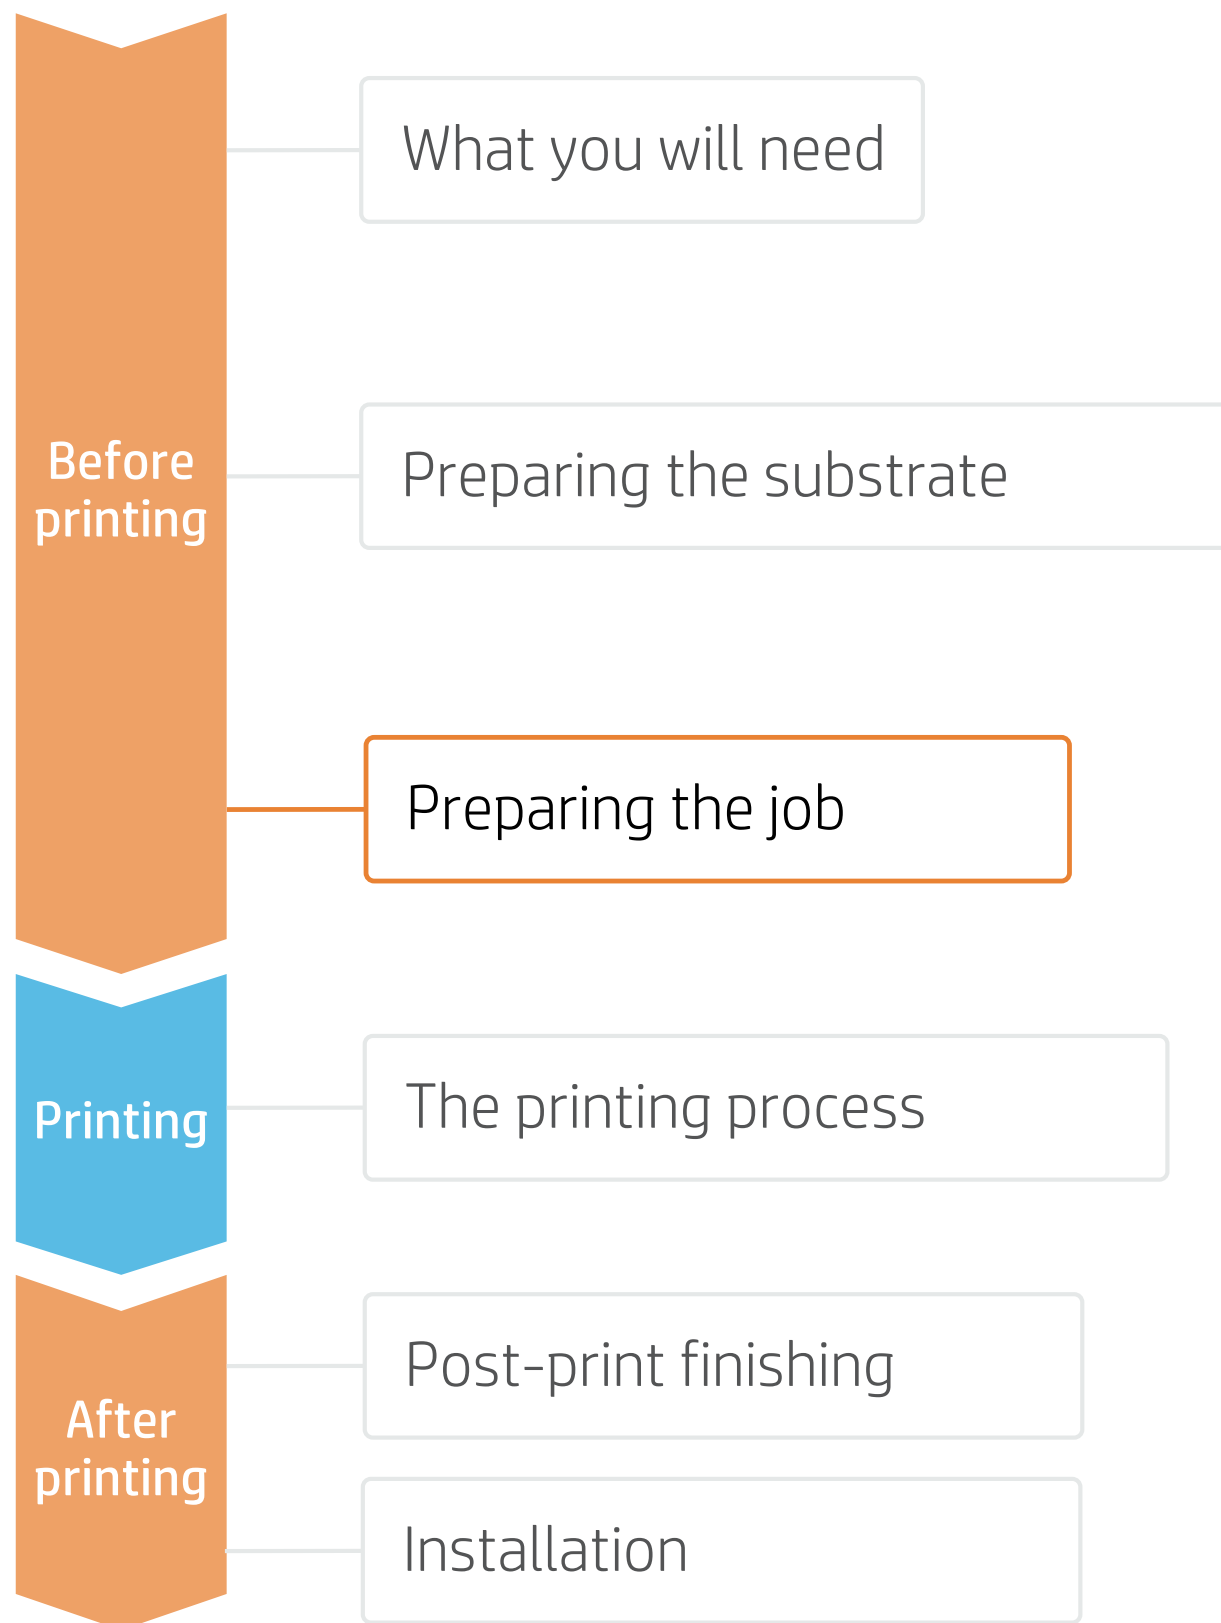 What you will need
Before
printing
Preparing the substrate
Preparing the job
Printing
The printing process
Post-print finishing
After
printing
Installation